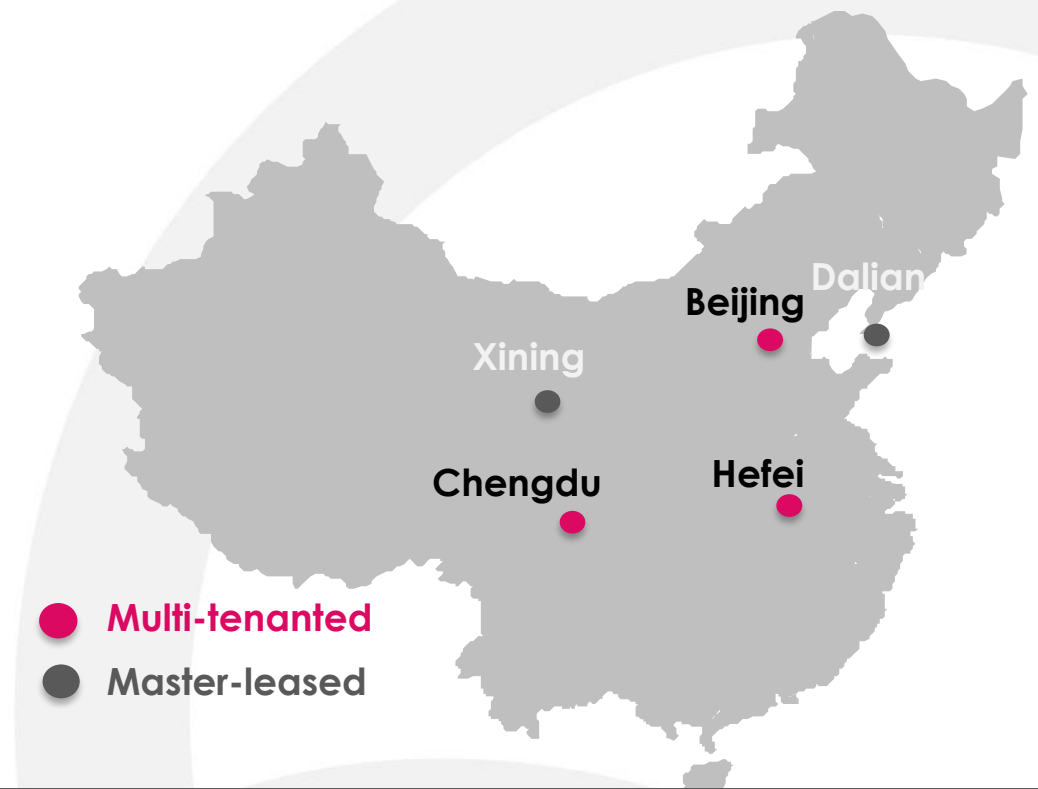 Dalian
Beijing
Xining
Chengdu
Hefei
Multi-tenanted
Master-leased